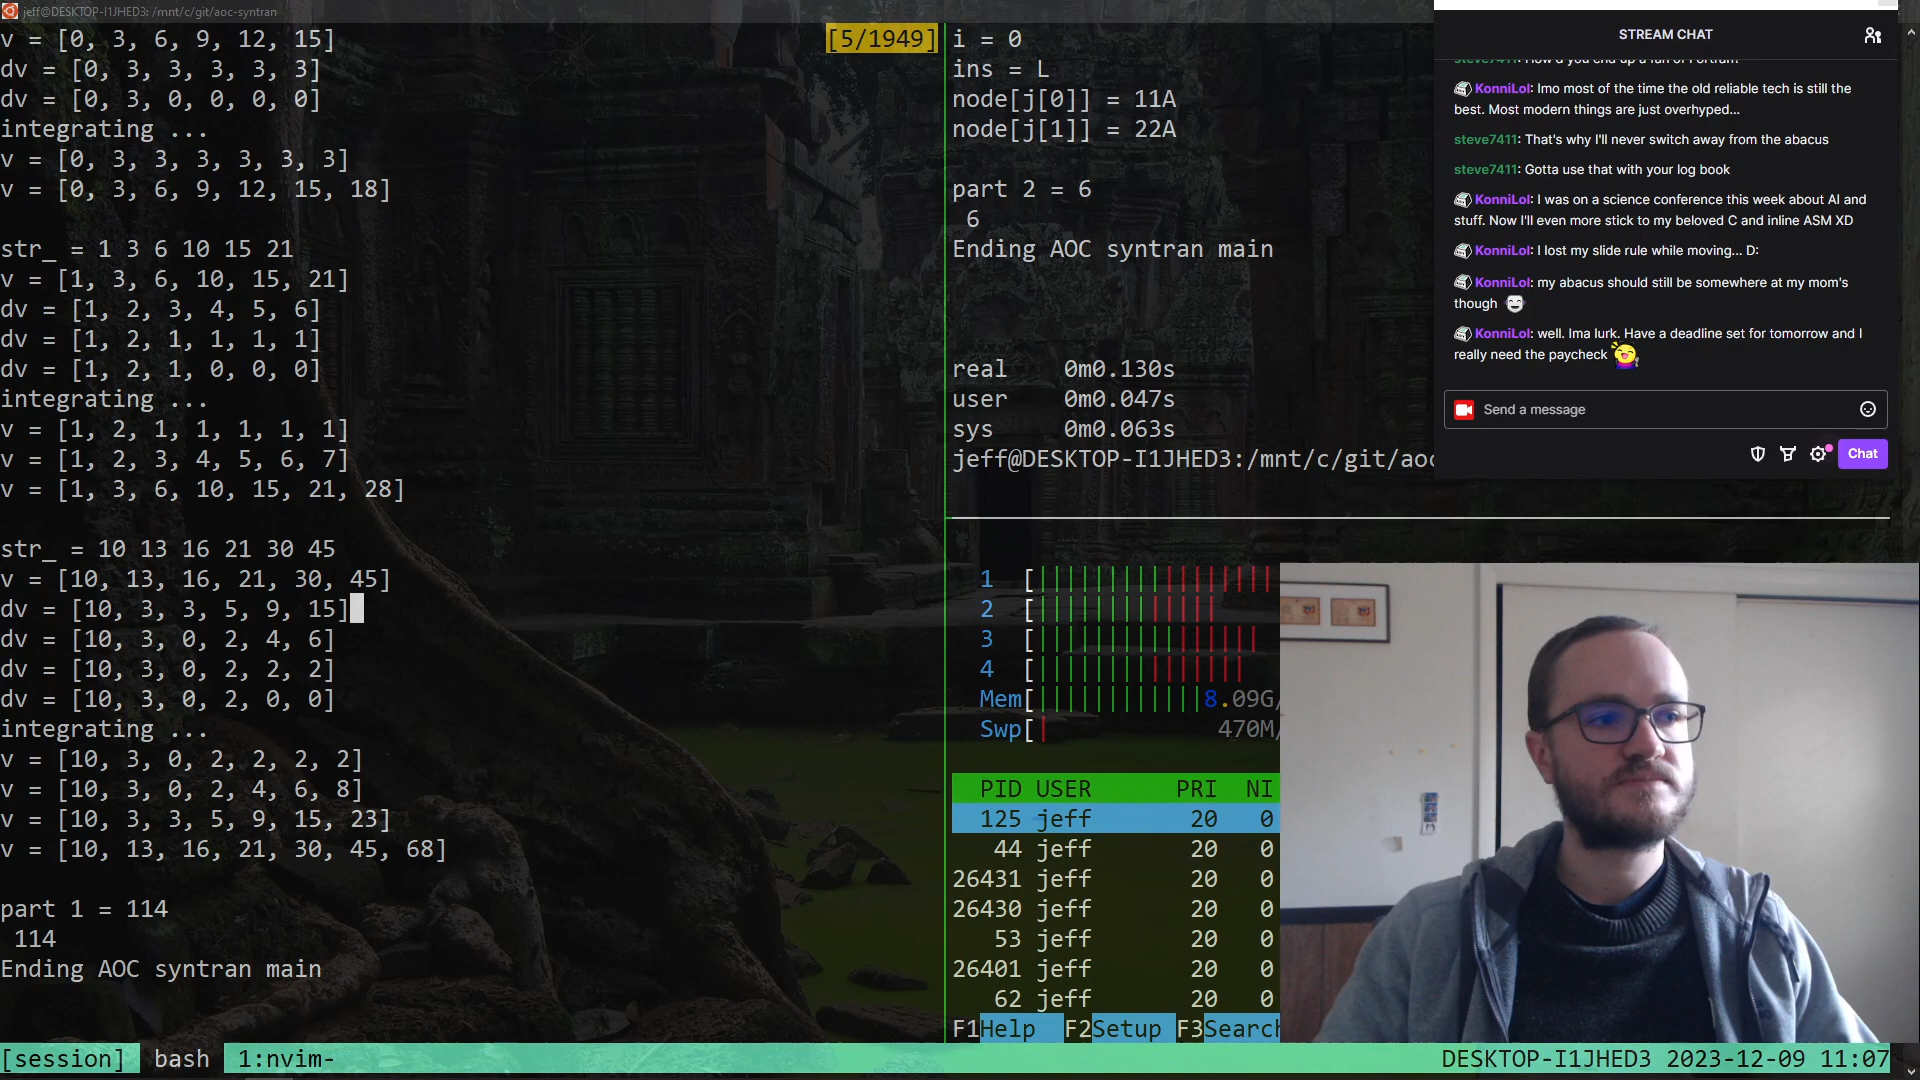 jeff@DESKTOP-I1JHED3: /mnt/c/git/aoc-syntran
v = [0, 3, 6, 9, 12, 15]
[5/1949]
dv = [0, 3, 3, 3, 3, 3]
dv = [0, 3, 0, 0, 0, 0]
integrating ...
v = [0, 3, 3, 3, 3, 3, 3]
v = [0, 3, 6, 9, 12, 15, 18]
str_ = 1 3 6 10 15 21
v = [1, 3, 6, 10, 15, 21]
dv = [1, 2, 3, 4, 5, 6]
dv = [1, 2, 1, 1, 1, 1]
dv = [1, 2, 1, 0, 0, 0]
integrating ...
v = [1, 2, 1, 1, 1, 1, 1]
v = [1, 2, 3, 4, 5, 6, 7]
v = [1, 3, 6, 10, 15, 21, 28]
str_ = 10 13 16 21 30 45
v = [10, 13, 16, 21, 30, 45]
dv = [10, 3, 3, 5, 9, 15]
dv = [10, 3, 0, 2, 4, 6]
dv = [10, 3, 0, 2, 2, 2]
dv = [10, 3, 0, 2, 0, 0]
integrating ...
v = [10, 3, 0, 2, 2, 2, 2]
v = [10, 3, 0, 2, 4, 6, 8]
v = [10, 3, 3, 5, 9, 15, 23]
v = [10, 13, 16, 21, 30, 45, 68]
part 1 = 114
114
Ending AOC syntran main
i = 0
ins = L
node[j[0]] = 11A
node[j[1]] = 22A
part 2 = 6
6
Ending AOC syntran main
real 0m0.130s
user 0m0.047s
sys 0m0.063s
jeff@DESKTOP-I1JHED3:/mnt/c/git/aoc
1 [
2 [
3 [
4 [
Mem[ 8.09G/
Swp[ 470M/
PID USER PRI NI
125 jeff 20 0
44 jeff 20 0
26431 jeff 20 0
26430 jeff 20 0
53 jeff 20 0
26401 jeff 20 0
62 jeff 20 0
F1Help F2Setup F3Search
STREAM CHAT
KonniLol: Imo most of the time the old reliable tech is still the
best. Most modern things are just overhyped...
steve7411: That's why I'll never switch away from the abacus
steve7411: Gotta use that with your log book
KonniLol: I was on a science conference this week about AI and
stuff. Now I'll even more stick to my beloved C and inline ASM XD
KonniLol: I lost my slide rule while moving... D:
KonniLol: my abacus should still be somewhere at my mom's
though
KonniLol: well. Ima lurk. Have a deadline set for tomorrow and I
really need the paycheck
Send a message
Chat
[session] bash 1:nvim-
DESKTOP-I1JHED3 2023-12-09 11:07